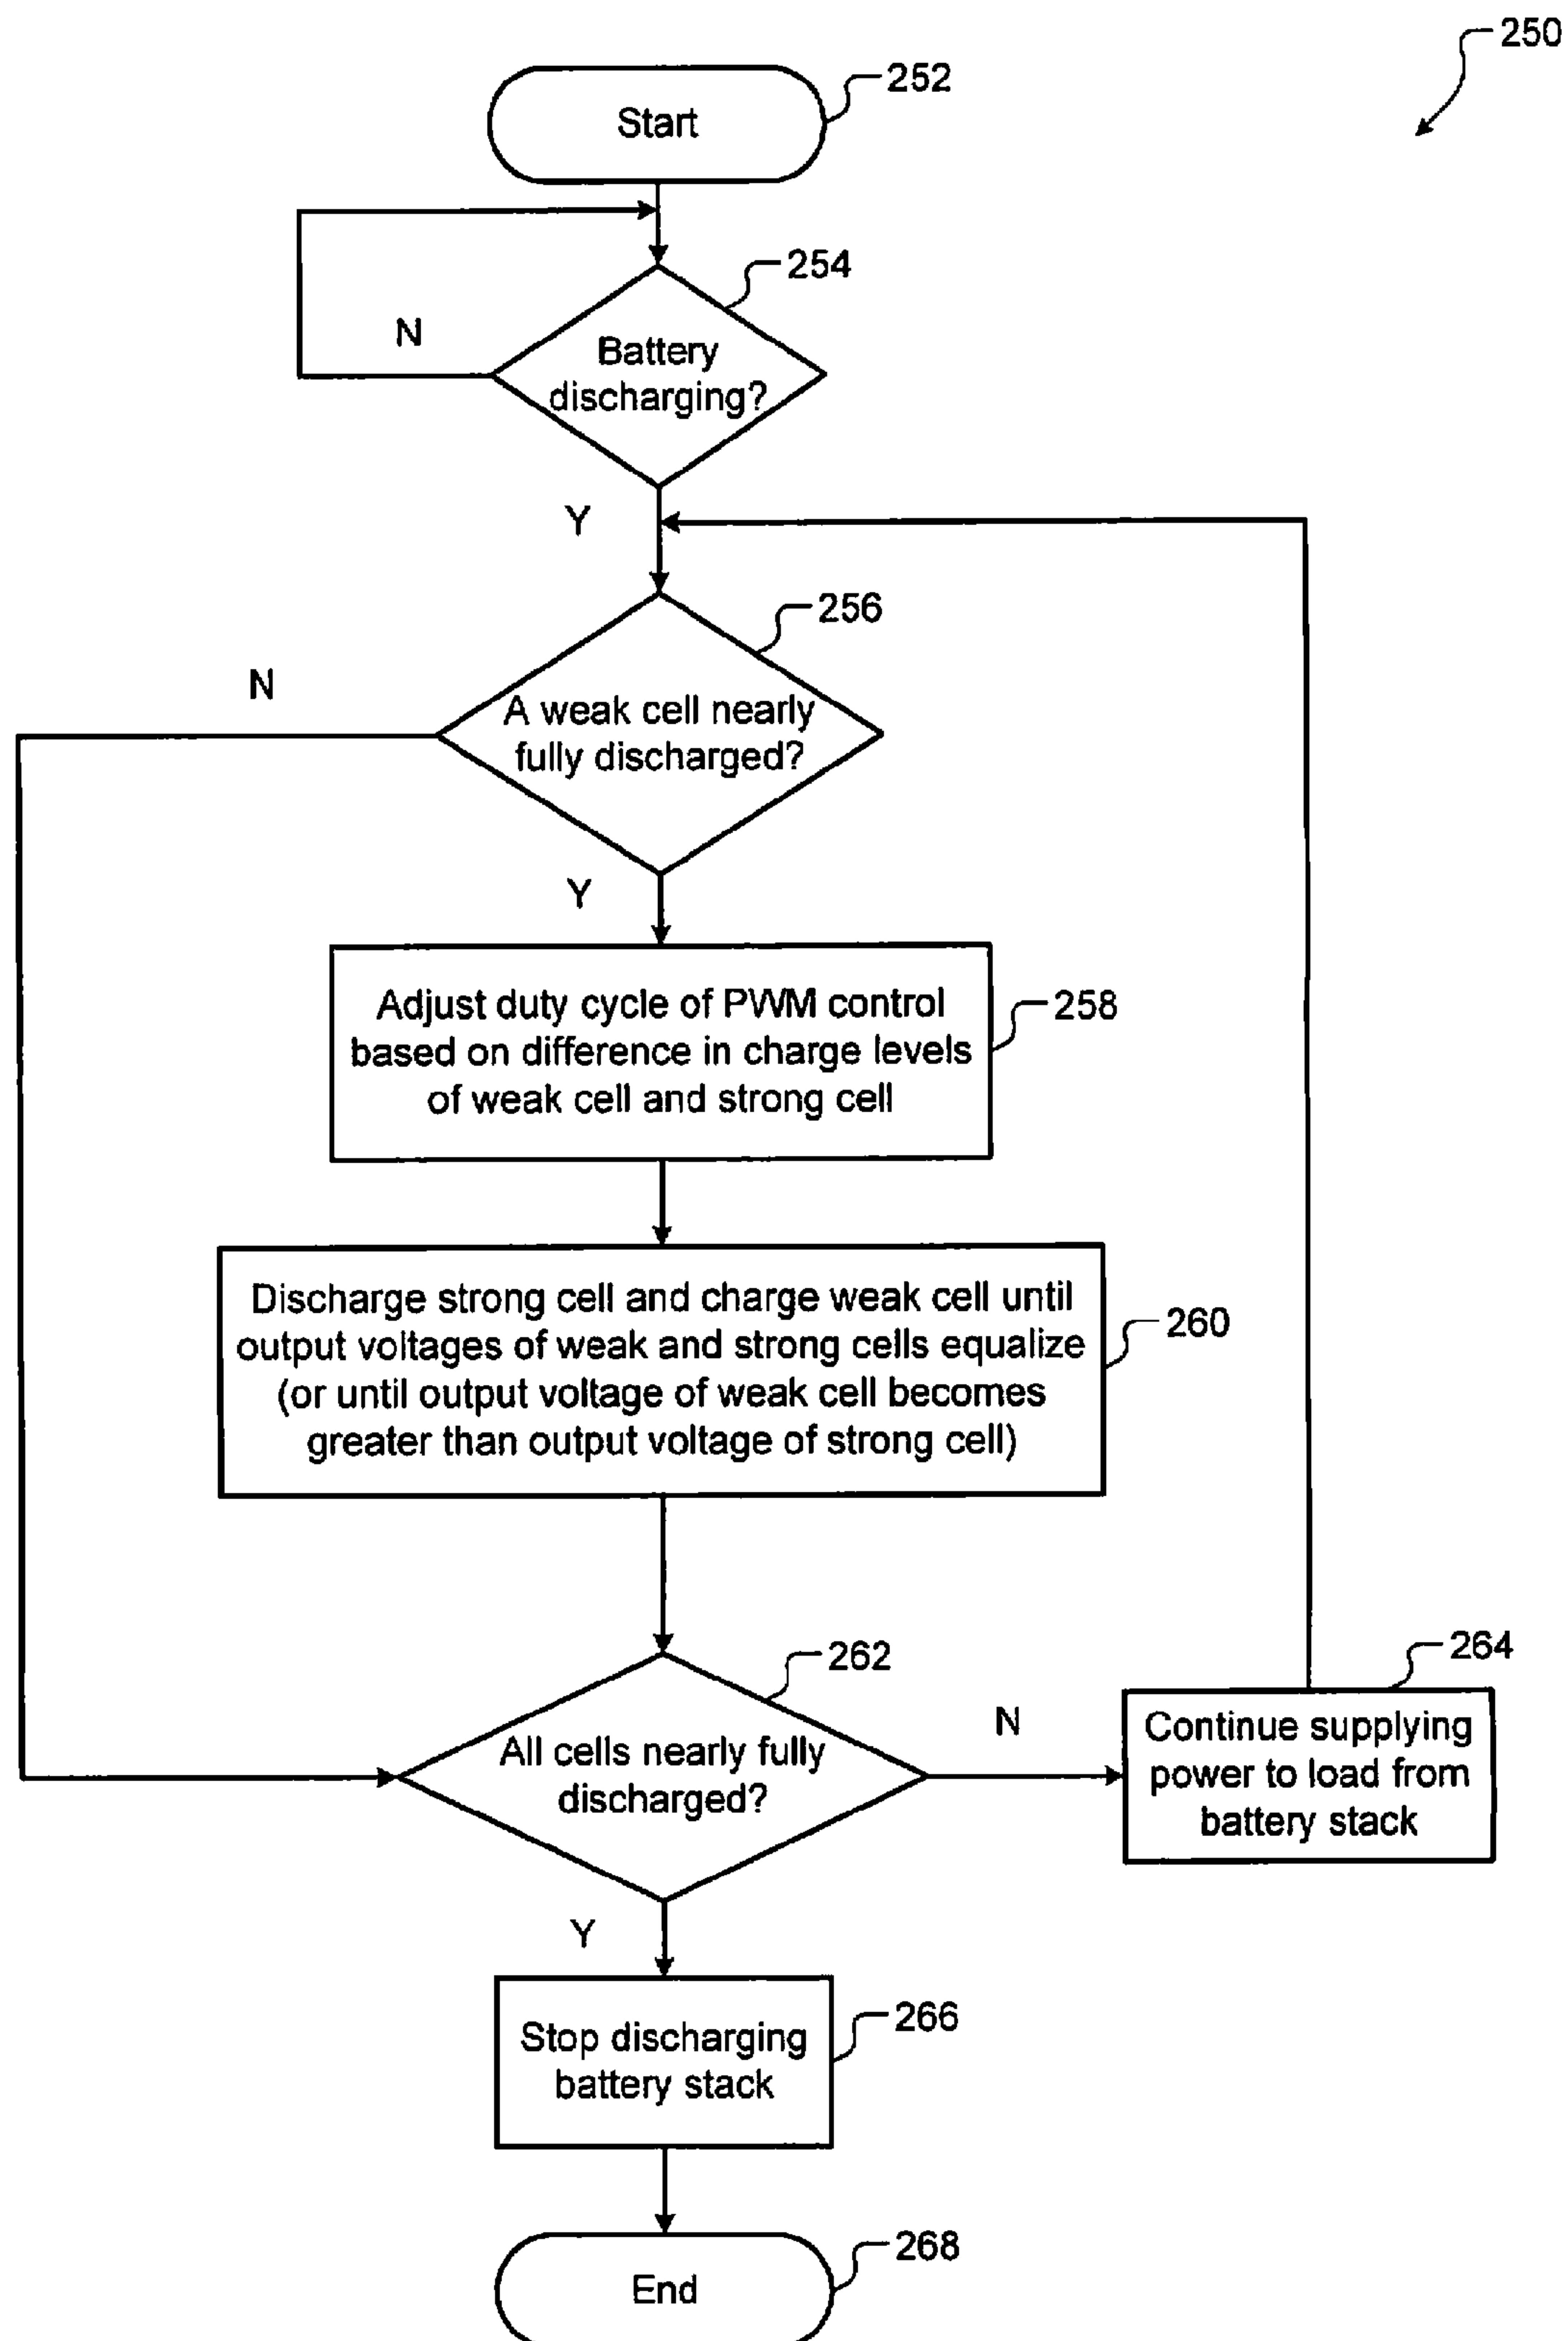 250
252
Start
254
N
Battery
discharging?
Y
256
N
A weak cell nearly
fully discharged?
Y
Adjust duty cycle of PWM control
based on difference in charge levels
of weak cell and strong cell
258
Discharge strong cell and charge weak cell until
output voltages of weak and strong cells equalize
(or until output voltage of weak cell becomes
greater than output voltage of strong cell)
260
262
All cells nearly fully
discharged?
N
264
Continue supplying
power to load from
battery stack
Y
Stop discharging
battery stack
266
268
End